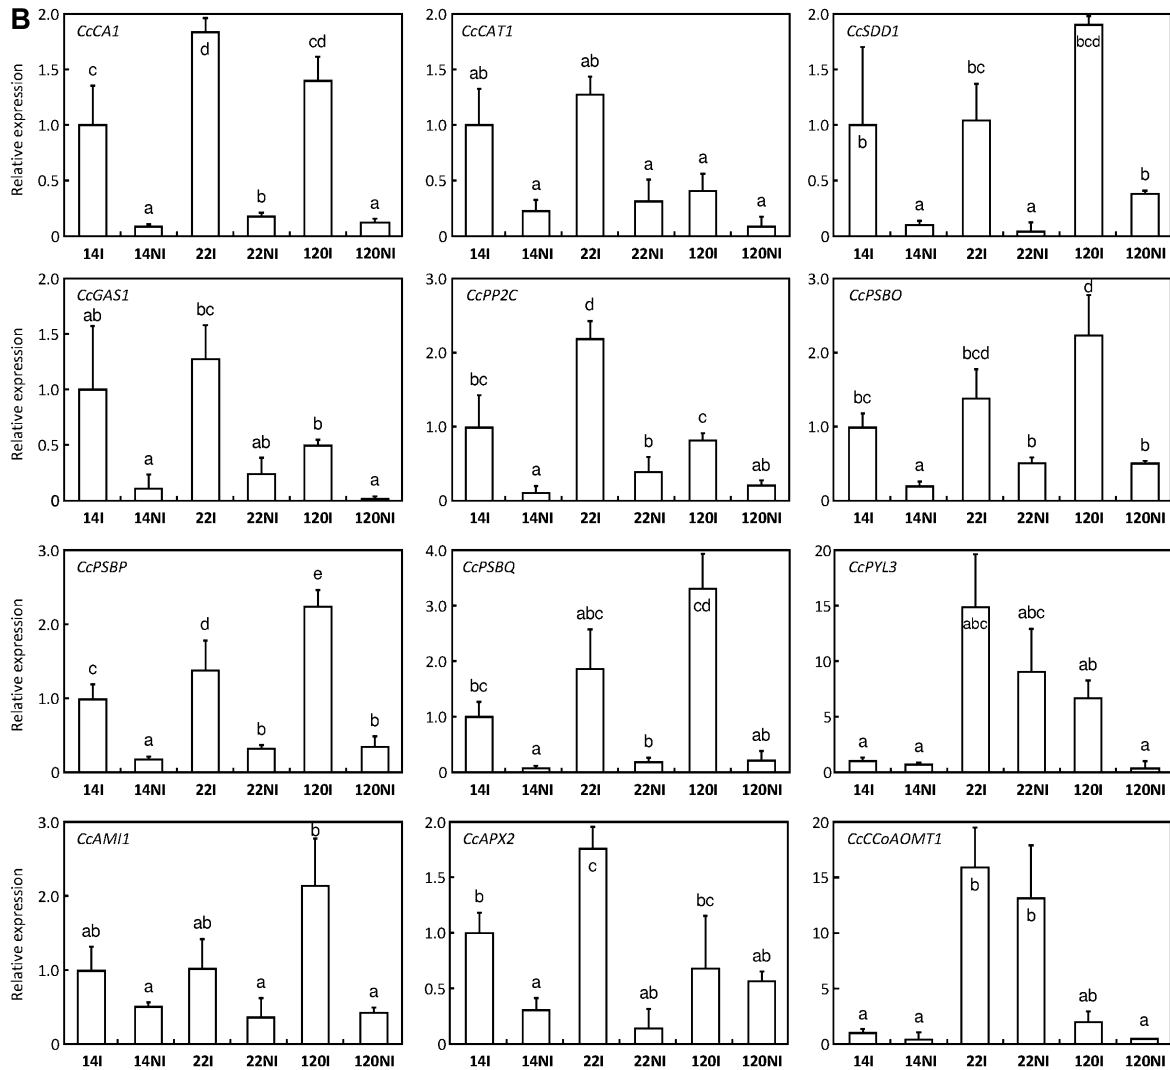 B
CcCA1
2.0
1.5
1.0
0.5
0
Relative expression
c
a
d
b
cd
a
14I 14NI 22I 22NI 120I 120NI
CcCAT1
2.0
1.5
1.0
0.5
0
ab
a
ab
a
a
a
14I 14NI 22I 22NI 120I 120NI
CcSDD1
2.0
1.5
1.0
0.5
0
b
a
bc
a
bcd
b
14I 14NI 22I 22NI 120I 120NI
CcGAS1
2.0
1.5
1.0
0.5
0
Relative expression
ab
a
bc
ab
b
a
14I 14NI 22I 22NI 120I 120NI
CcPP2C
3.0
2.0
1.0
0
bc
a
d
b
c
ab
14I 14NI 22I 22NI 120I 120NI
CcPSBO
3.0
2.0
1.0
0
bc
a
bcd
b
d
b
14I 14NI 22I 22NI 120I 120NI
CcPSBP
3.0
2.0
1.0
0
Relative expression
c
a
d
b
e
b
14I 14NI 22I 22NI 120I 120NI
CcPSBQ
4.0
3.0
2.0
1.0
0
bc
a
abc
b
cd
ab
14I 14NI 22I 22NI 120I 120NI
CcPYL3
20
15
10
5
0
a
a
abc
abc
ab
a
14I 14NI 22I 22NI 120I 120NI
CcAMI1
3.0
2.0
1.0
0
Relative expression
ab
a
ab
a
b
a
14I 14NI 22I 22NI 120I 120NI
CcAPX2
2.0
1.5
1.0
0.5
0
b
a
c
ab
bc
ab
14I 14NI 22I 22NI 120I 120NI
CcCCoAOMT1
20
15
10
5
0
a
a
b
b
ab
a
14I 14NI 22I 22NI 120I 120NI